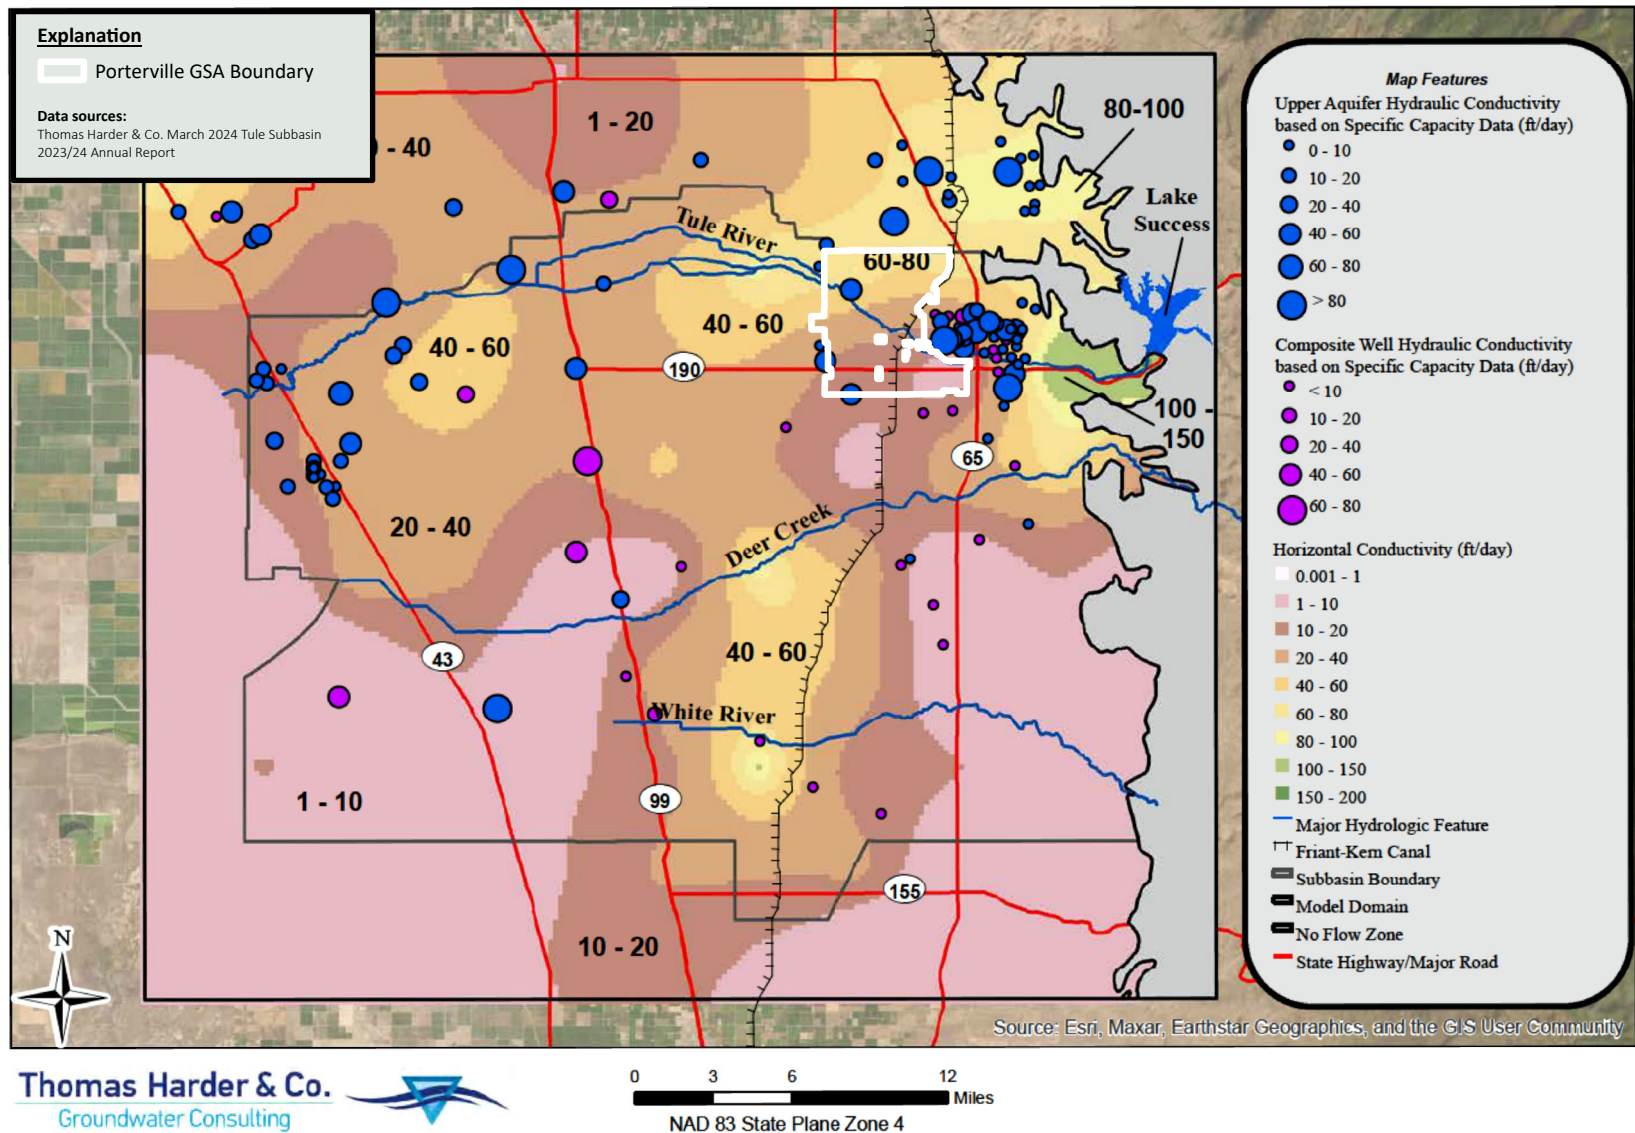 Explanation
Porterville GSA Boundary
Data sources:
Thomas Harder & Co. March 2024 Tule Subbasin
2023/24 Annual Report
- 40
1 - 20
80-100
Lake
Success
Tule River
60-80
40 - 60
40 - 60
190
100 -
150
65
20 - 40
Deer Creek
43
40 - 60
White River
1 - 10
99
155
10 - 20
N
Map Features
Upper Aquifer Hydraulic Conductivity
based on Specific Capacity Data (ft/day)
0 - 10
10 - 20
20 - 40
40 - 60
60 - 80
> 80
Composite Well Hydraulic Conductivity
based on Specific Capacity Data (ft/day)
< 10
10 - 20
20 - 40
40 - 60
60 - 80
Horizontal Conductivity (ft/day)
0.001 - 1
1 - 10
10 - 20
20 - 40
40 - 60
60 - 80
80 - 100
100 - 150
150 - 200
Major Hydrologic Feature
Friant-Kern Canal
Subbasin Boundary
Model Domain
No Flow Zone
State Highway/Major Road
Source: Esri, Maxar, Earthstar Geographics, and the GIS User Community
Thomas Harder & Co.
Groundwater Consulting
0 3 6 12
Miles
NAD 83 State Plane Zone 4